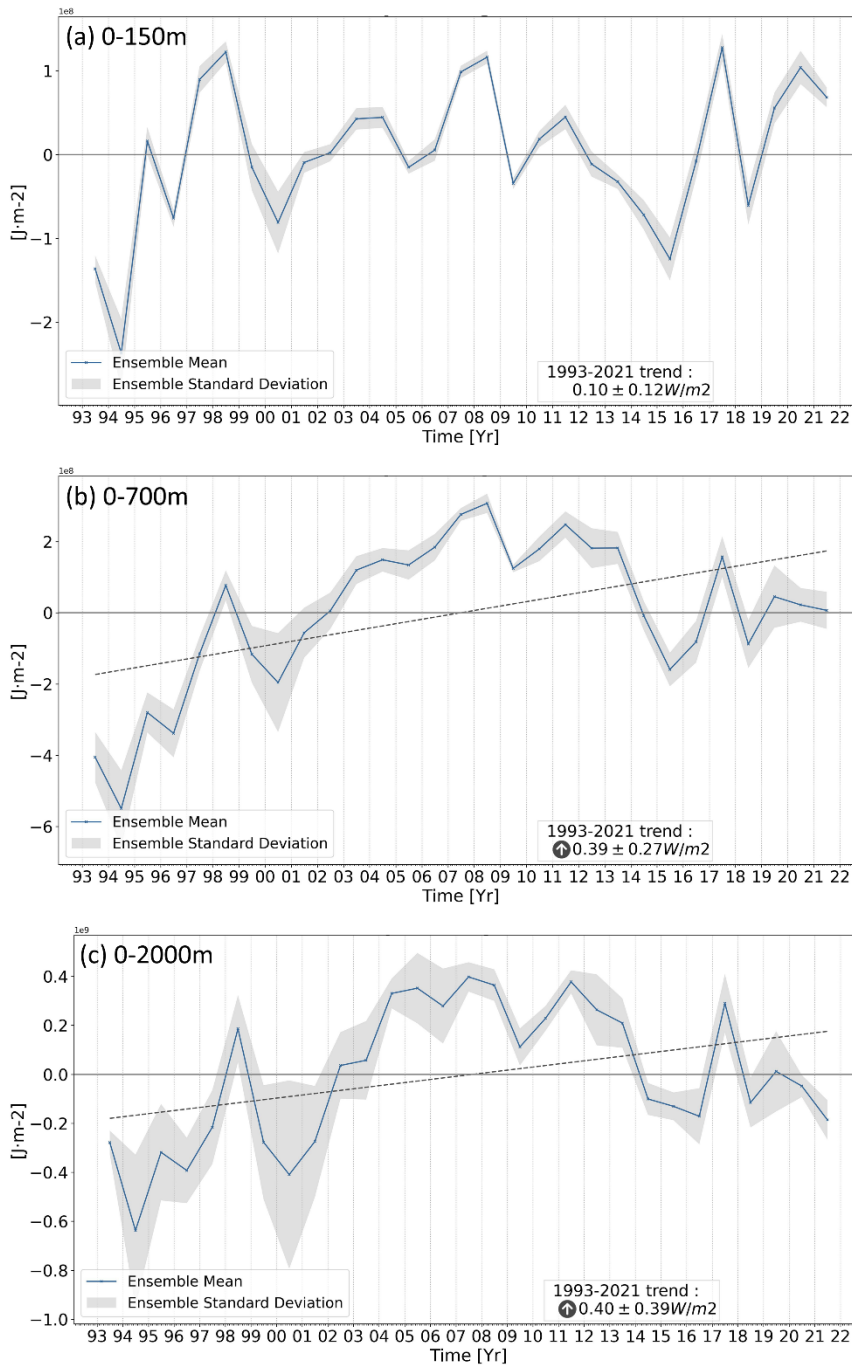 1e8
(a) 0-150m
1
0
−1
−2
[J·m-2]
Ensemble Mean
Ensemble Standard Deviation
1993-2021 trend :
0.10 ± 0.12W/m2
93 94 95 96 97 98 99 00 01 02 03 04 05 06 07 08 09 10 11 12 13 14 15 16 17 18 19 20 21 22
Time [Yr]
1e8
(b) 0-700m
2
0
−2
−4
−6
[J·m-2]
Ensemble Mean
Ensemble Standard Deviation
1993-2021 trend :
0.39 ± 0.27W/m2
93 94 95 96 97 98 99 00 01 02 03 04 05 06 07 08 09 10 11 12 13 14 15 16 17 18 19 20 21 22
Time [Yr]
1e9
(c) 0-2000m
0.4
0.2
0.0
−0.2
−0.4
−0.6
−0.8
−1.0
[J·m-2]
Ensemble Mean
Ensemble Standard Deviation
1993-2021 trend :
0.40 ± 0.39W/m2
93 94 95 96 97 98 99 00 01 02 03 04 05 06 07 08 09 10 11 12 13 14 15 16 17 18 19 20 21 22
Time [Yr]